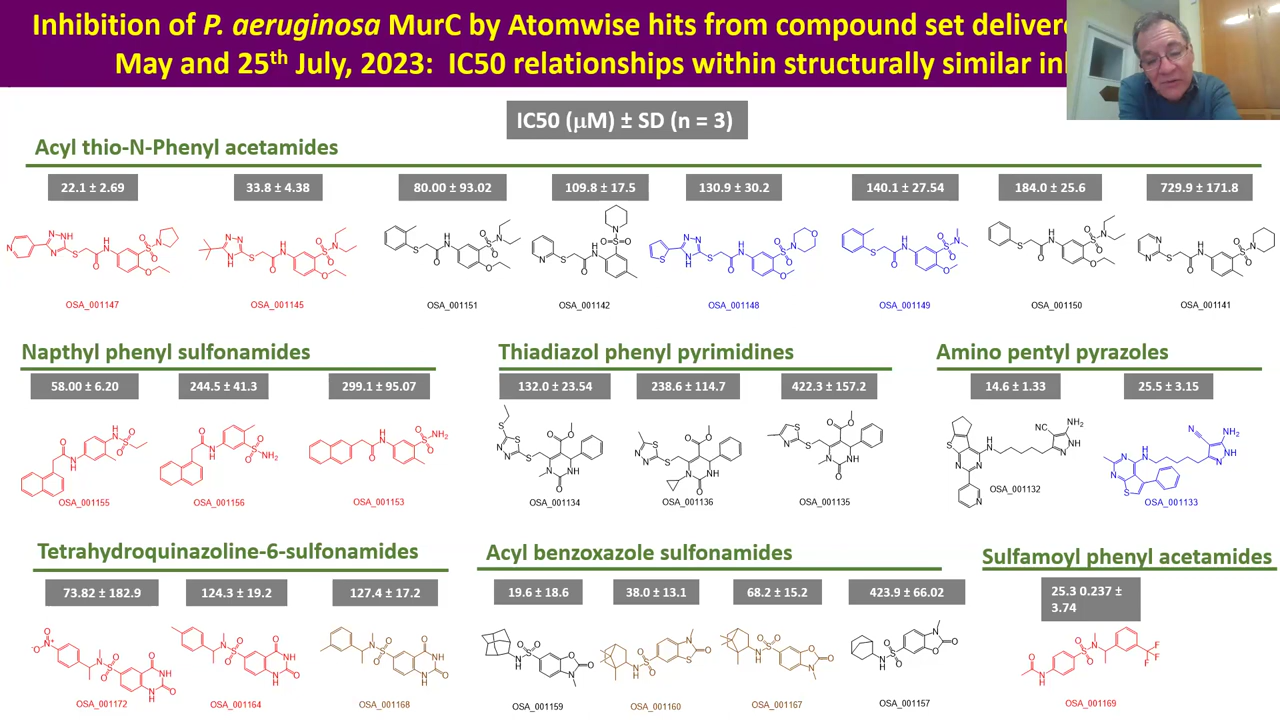 Inhibition of P. aeruginosa MurC by Atomwise hits from compound set delivere
May and 25th July, 2023: IC50 relationships within structurally similar in
IC50 (μM) ± SD (n = 3)
Acyl thio-N-Phenyl acetamides
22.1 ± 2.69 33.8 ± 4.38 80.00 ± 93.02 109.8 ± 17.5 130.9 ± 30.2 140.1 ± 27.54 184.0 ± 25.6 729.9 ± 171.8
OSA_001147 OSA_001145 OSA_001151 OSA_001142 OSA_001148 OSA_001149 OSA_001150 OSA_001141
Napthyl phenyl sulfonamides
58.00 ± 6.20 244.5 ± 41.3 299.1 ± 95.07
OSA_001155 OSA_001156 OSA_001153
Thiadiazol phenyl pyrimidines
132.0 ± 23.54 238.6 ± 114.7 422.3 ± 157.2
OSA_001134 OSA_001136 OSA_001135
Amino pentyl pyrazoles
14.6 ± 1.33 25.5 ± 3.15
OSA_001132 OSA_001133
Tetrahydroquinazoline-6-sulfonamides
73.82 ± 182.9 124.3 ± 19.2 127.4 ± 17.2
OSA_001172 OSA_001164 OSA_001168
Acyl benzoxazole sulfonamides
19.6 ± 18.6 38.0 ± 13.1 68.2 ± 15.2 423.9 ± 66.02
OSA_001159 OSA_001160 OSA_001167 OSA_001157
Sulfamoyl phenyl acetamides
25.3 0.237 ±
3.74
OSA_001169